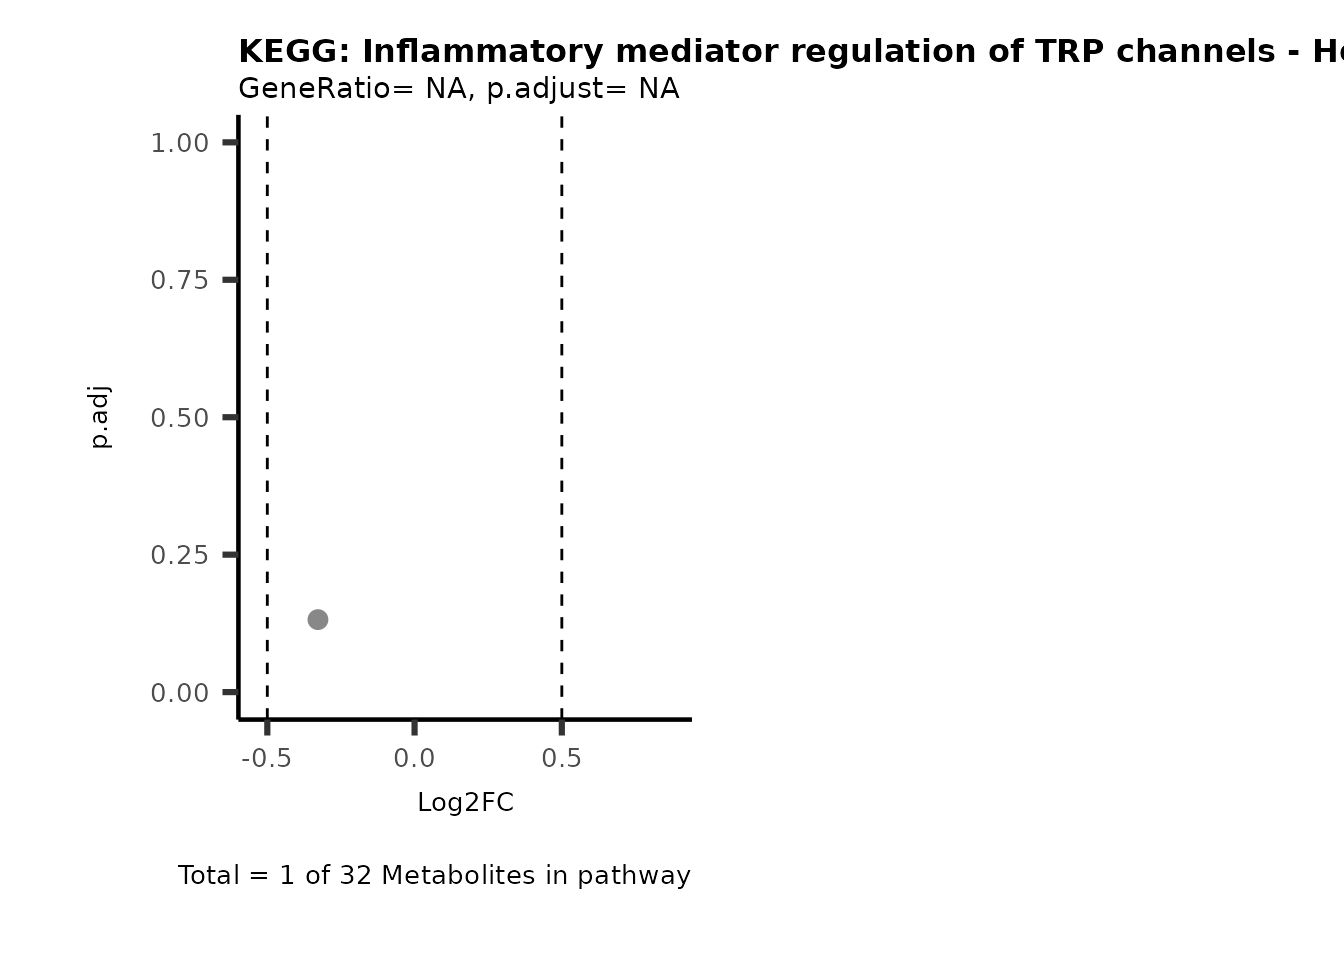 KEGG: Inflammatory mediator regulation of TRP channels -
GeneRatio= NA, p.adjust= NA
1.00
0.75
0.50
0.25
0.00
p.adj
-0.5 0.0 0.5
Log2FC
Total = 1 of 32 Metabolites in pathway